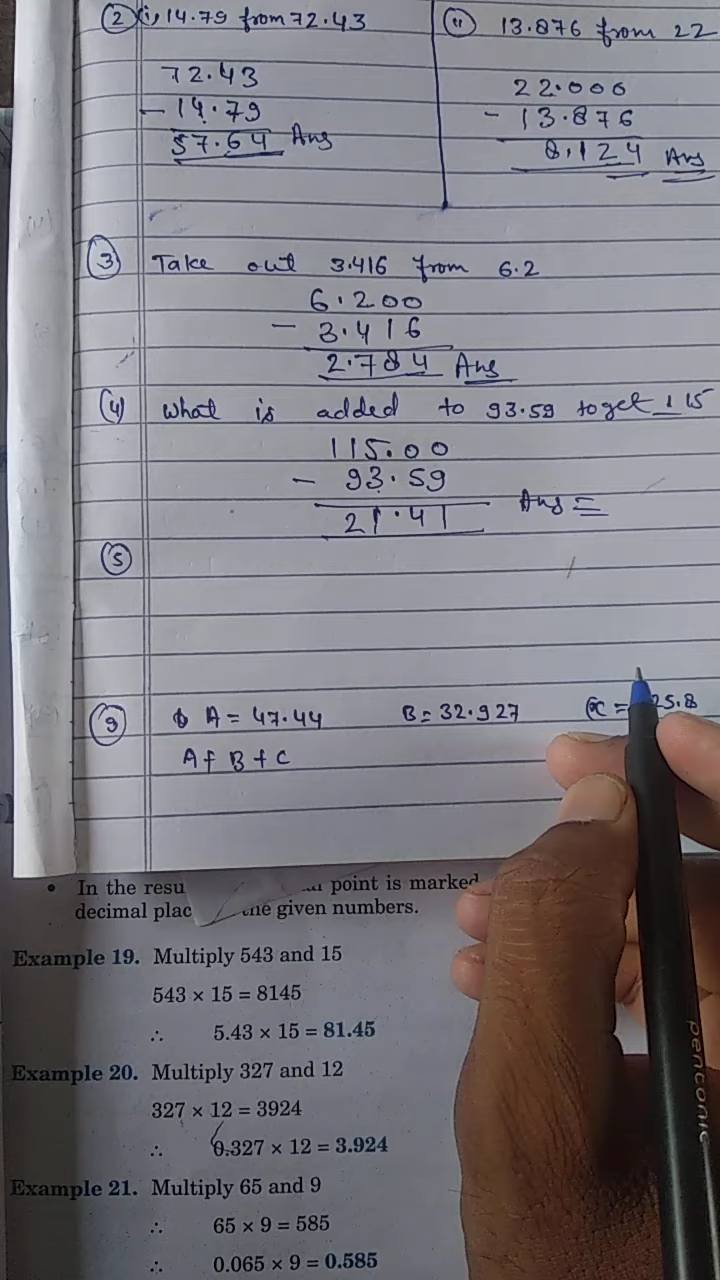 (2) (i) 14.79 from 72.43
72.43
- 14.79
57.64 Ans
(ii) 13.876 from 22
22.000
- 13.876
8.124 Ans
(3) Take out 3.416 from 6.2
6.200
- 3.416
2.784 Ans
(4) What is added to 93.59 to get 115
115.00
- 93.59
21.41 Ans =
(5)
(9) A = 47.44 B = 32.927 C = 25.8
A + B + C
• In the resu point is marked
decimal plac the given numbers.
Example 19. Multiply 543 and 15
543 × 15 = 8145
∴ 5.43 × 15 = 81.45
Example 20. Multiply 327 and 12
327 × 12 = 3924
∴ 0.327 × 12 = 3.924
Example 21. Multiply 65 and 9
∴ 65 × 9 = 585
∴ 0.065 × 9 = 0.585
pentonic